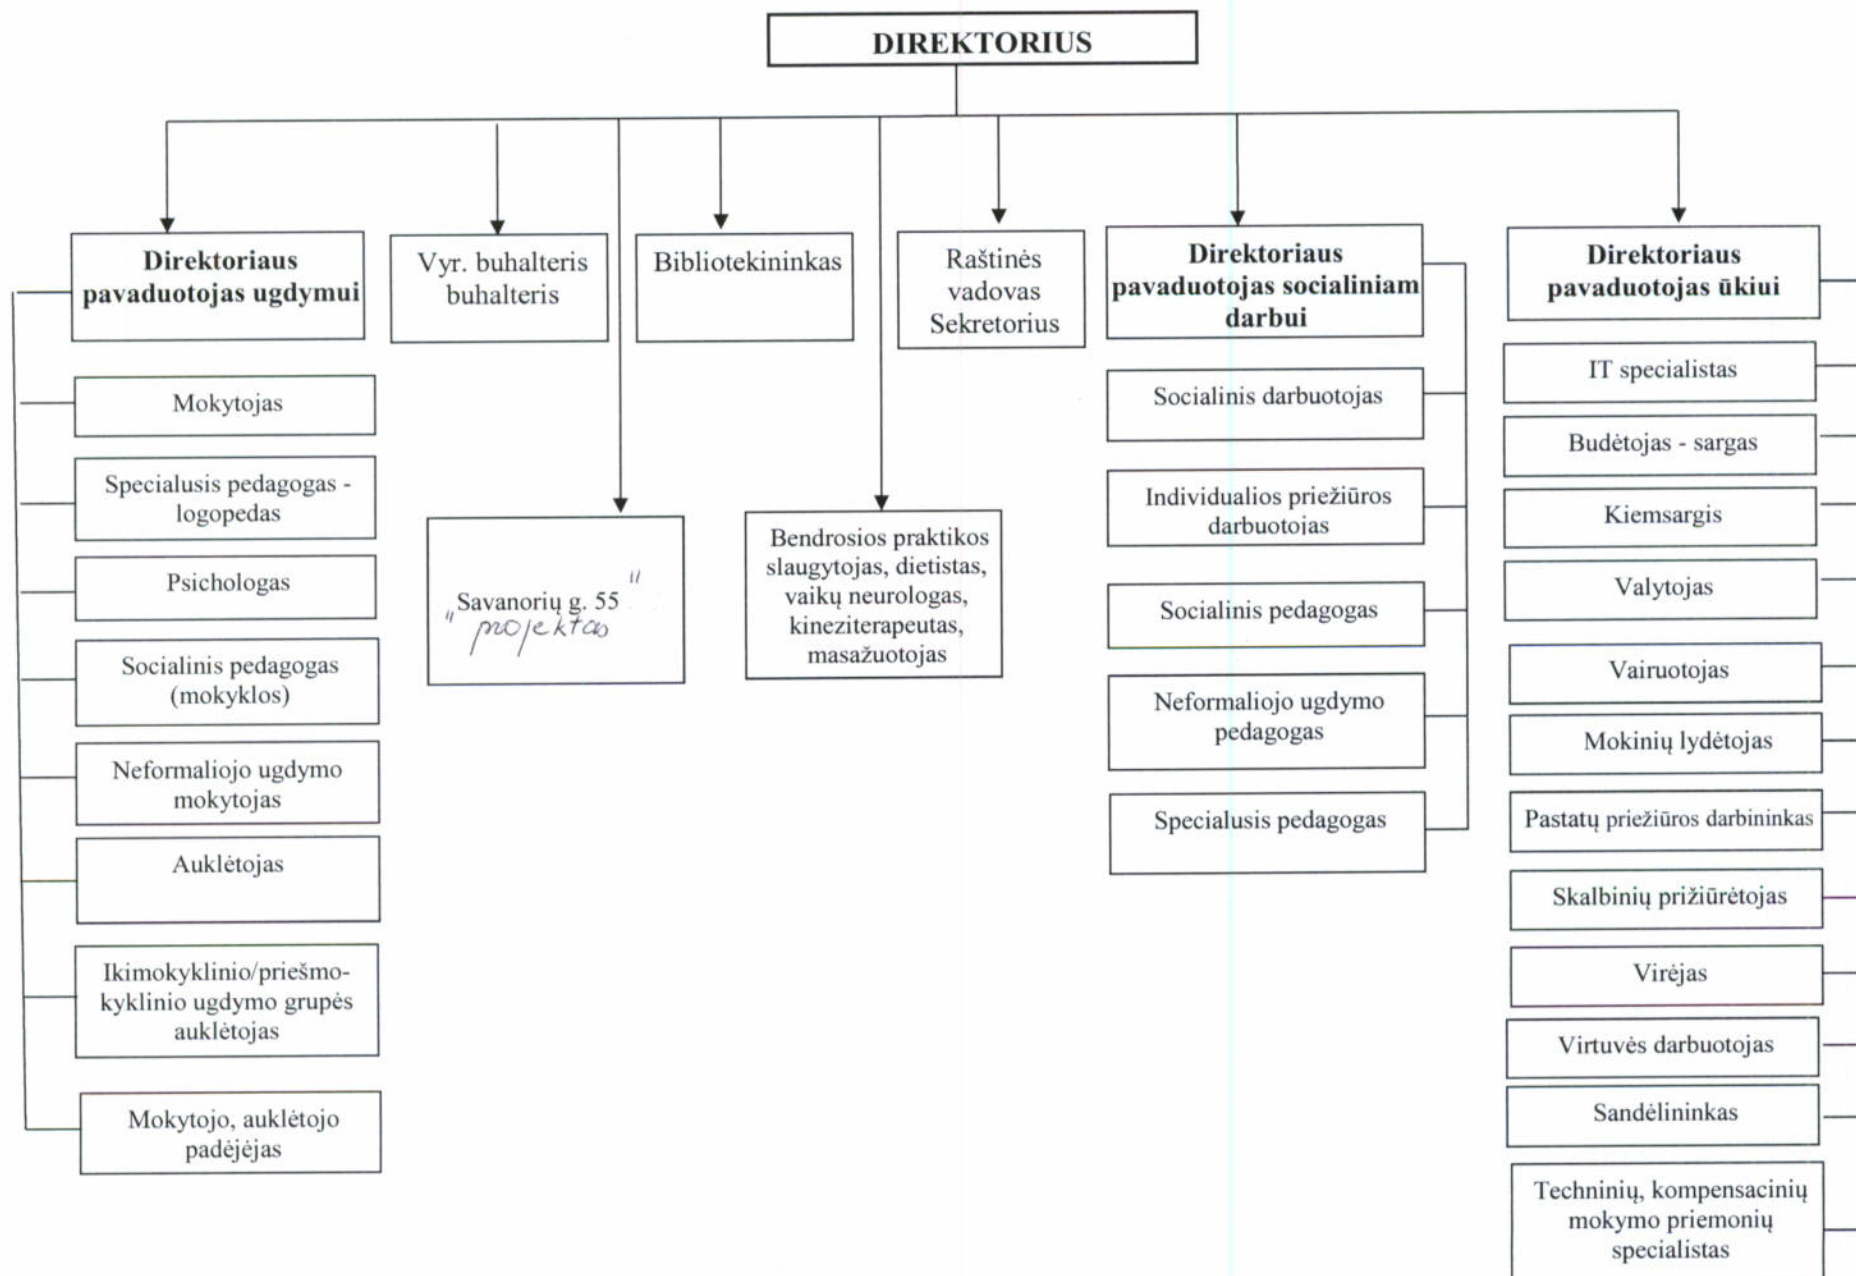 DIREKTORIUS
Direktoriaus
pavaduotojas ugdymui
Mokytojas
Specialusis pedagogas -
logopedas
Psichologas
Socialinis pedagogas
(mokyklos)
Neformaliojo ugdymo
mokytojas
Auklėtojas
Ikimokyklinio/priešmo-
kyklinio ugdymo grupės
auklėtojas
Mokytojo, auklėtojo
padėjėjas
Vyr. buhalteris
buhalteris
"Savanorių g. 55"
projektas
Bibliotekininkas
Bendrosios praktikos
slaugytojas, dietistas,
vaikų neurologas,
kineziterapeutas,
masažuotojas
Raštinės
vadovas
Sekretorius
Direktoriaus
pavaduotojas socialiniam
darbui
Socialinis darbuotojas
Individualios priežiūros
darbuotojas
Socialinis pedagogas
Neformaliojo ugdymo
pedagogas
Specialusis pedagogas
Direktoriaus
pavaduotojas ūkiui
IT specialistas
Budėtojas - sargas
Kiemsargis
Valytojas
Vairuotojas
Mokinių lydėtojas
Pastatų priežiūros darbininkas
Skalbinių prižiūrėtojas
Virėjas
Virtuvės darbuotojas
Sandėlininkas
Techninių, kompensacinių
mokymo priemonių
specialistas